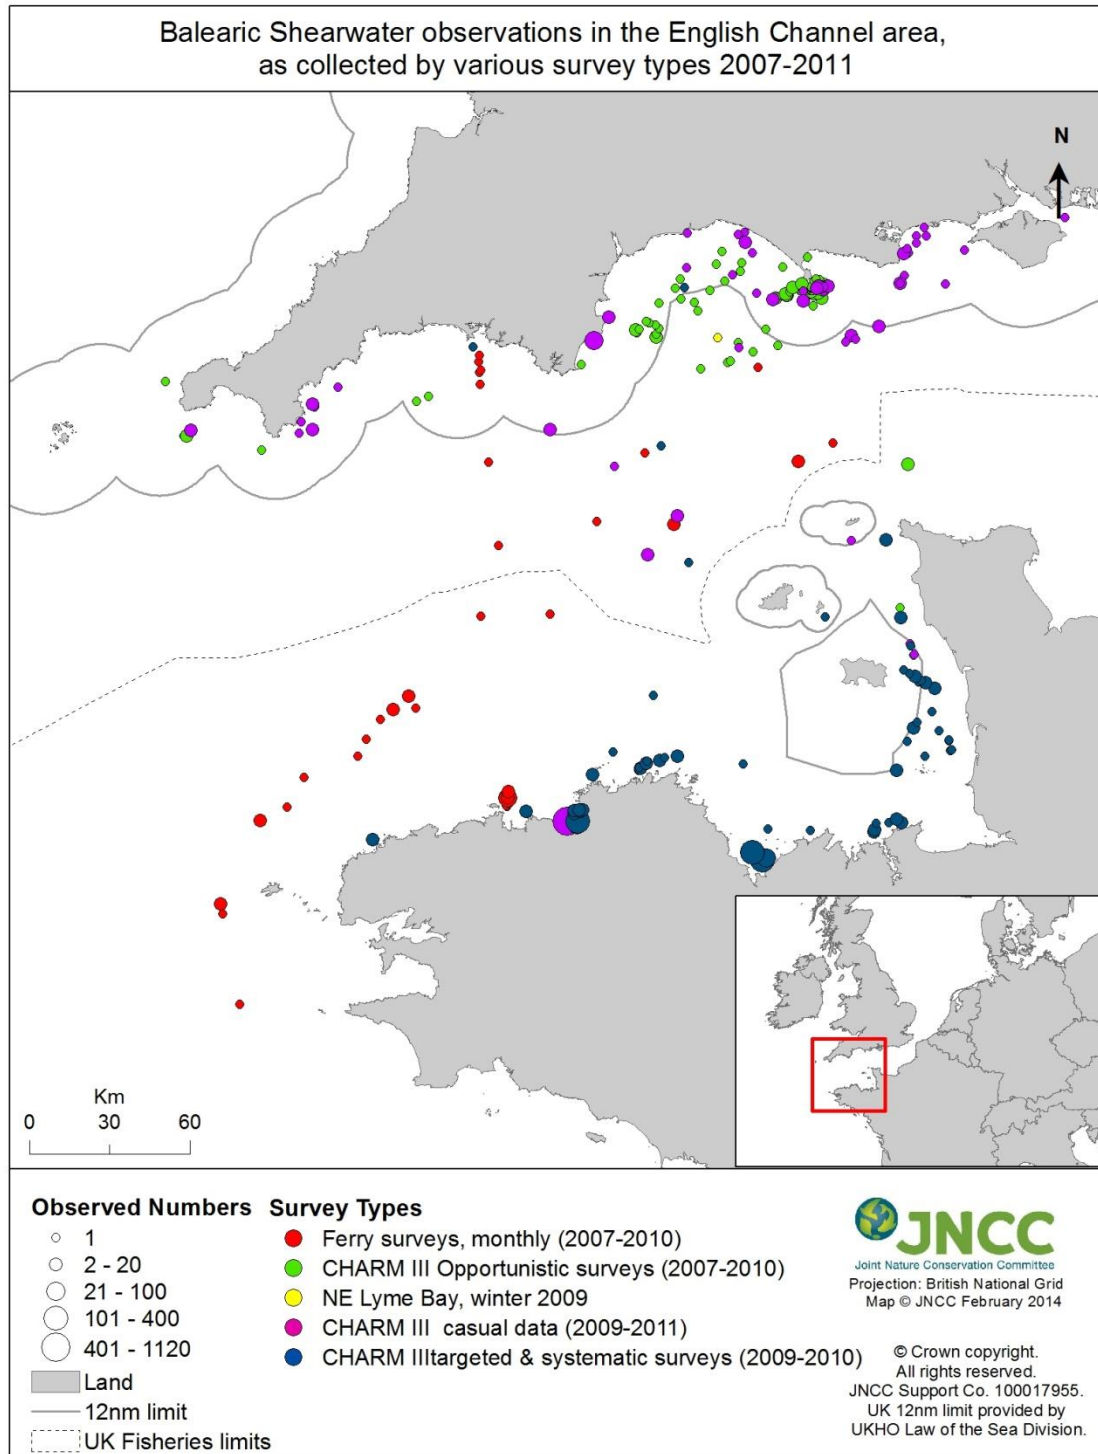 Balearic Shearwater observations in the English Channel area,
as collected by various survey types 2007-2011
N
Km
0 30 60
Observed Numbers
1
2 - 20
21 - 100
101 - 400
401 - 1120
Land
12nm limit
UK Fisheries limits
Survey Types
Ferry surveys, monthly (2007-2010)
CHARM III Opportunistic surveys (2007-2010)
NE Lyme Bay, winter 2009
CHARM III casual data (2009-2011)
CHARM IIItargeted & systematic surveys (2009-2010)
JNCC
Joint Nature Conservation Committee
Projection: British National Grid
Map © JNCC February 2014
© Crown copyright.
All rights reserved.
JNCC Support Co. 100017955.
UK 12nm limit provided by
UKHO Law of the Sea Division.